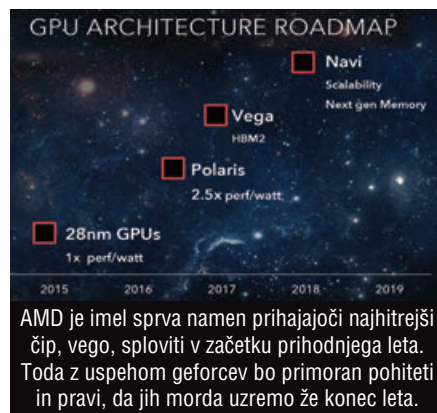 GPU ARCHITECTURE ROADMAP
Navi
Scalability
Next gen Memory
Vega
HBM2
Polaris
2.5x perf/watt
28nm GPUs
1x perf/watt
2015 2016 2017 2018 2019
AMD je imel sprva namen prihajajoči najhitrejši
čip, vego, sploviti v začetku prihodnjega leta.
Toda z uspehom geforcev bo primoran pohiteti
in pravi, da jih morda uzremo že konec leta.